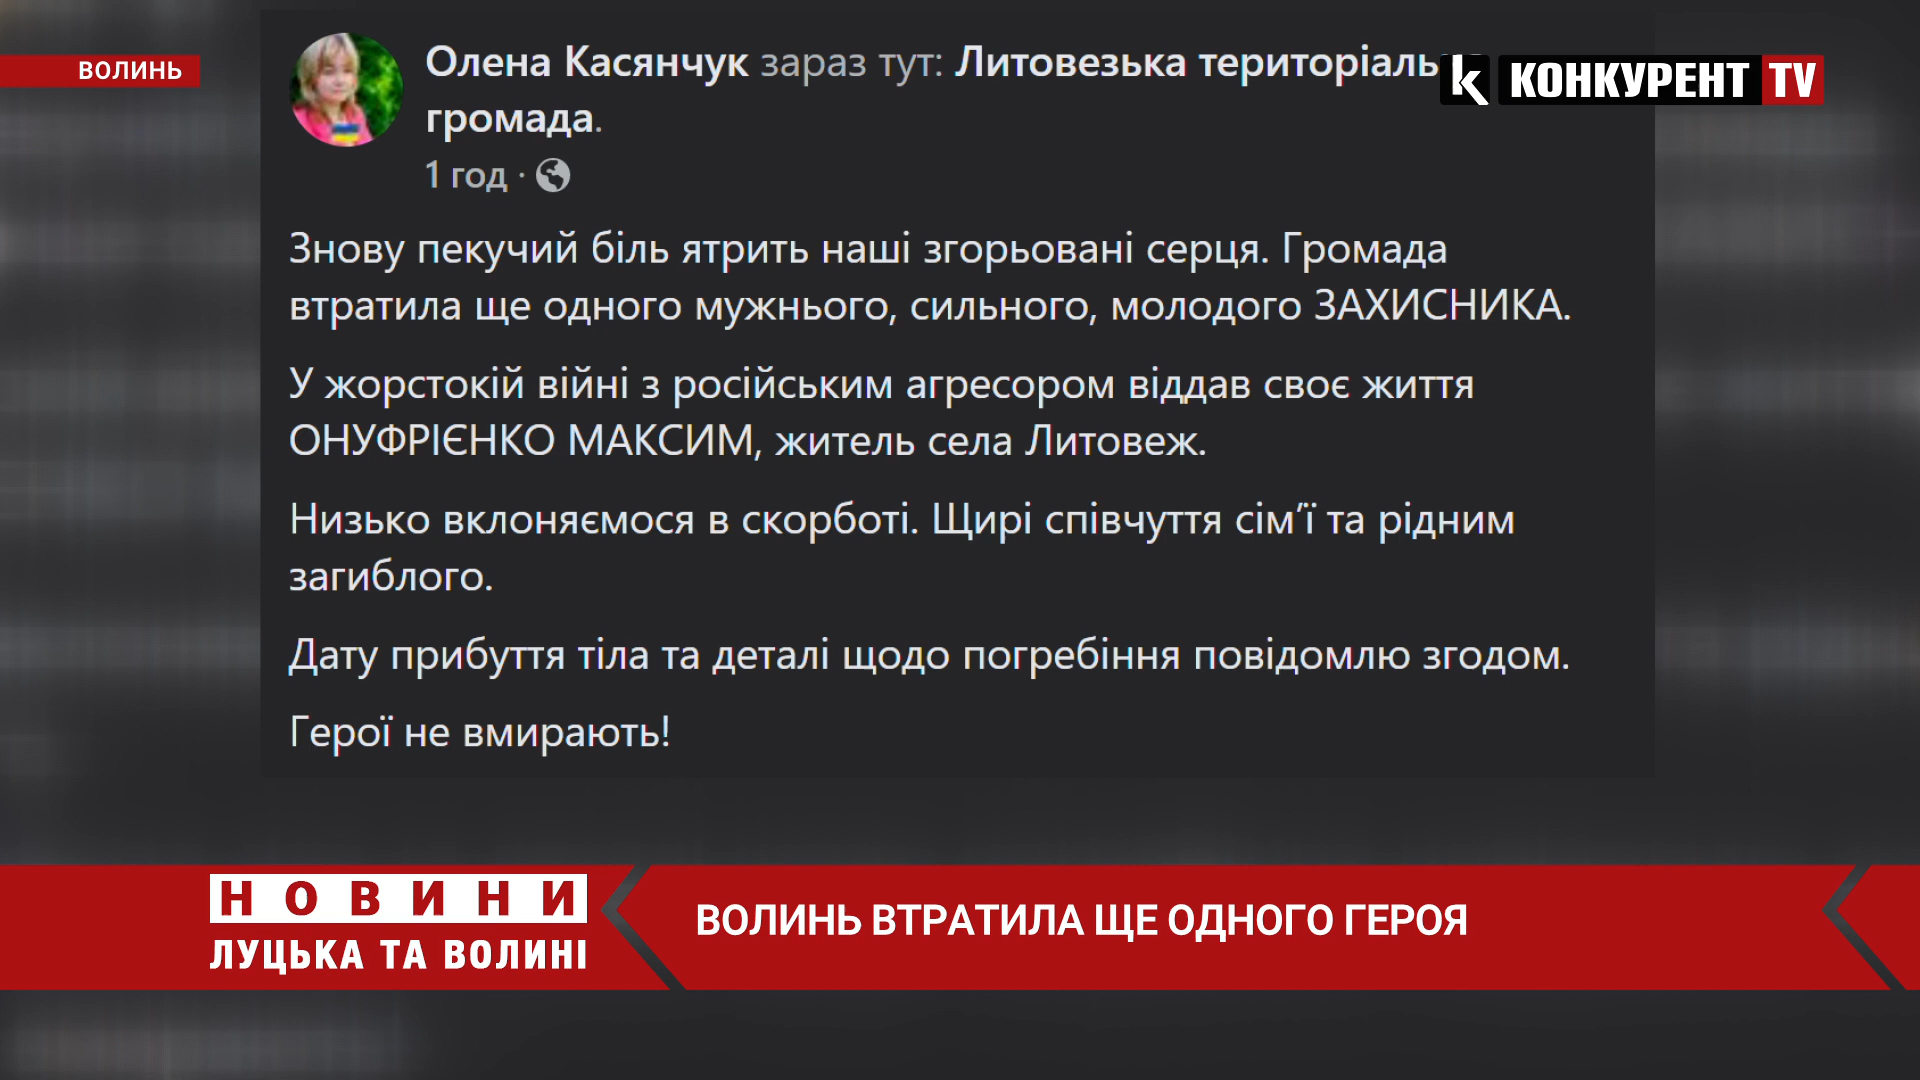 ВОЛИНЬ
Олена Касянчук зараз тут: Литовезька
громада.
1 год ·
КОНКУРЕНТ TV
Знову пекучий біль ятрить наші згорьовані серця. Громада
втратила ще одного мужнього, сильного, молодого ЗАХИСНИКА.
У жорстокій війні з російським агресором віддав своє життя
ОНУФРІЄНКО МАКСИМ, житель села Литовеж.
Низько вклоняємося в скорботі. Щирі співчуття сім’ї та рідним
загиблого.
Дату прибуття тіла та деталі щодо погребіння повідомлю згодом.
Герої не вмирають!
НОВИНИ
ЛУЦЬКА ТА ВОЛИНІ
ВОЛИНЬ ВТРАТИЛА ЩЕ ОДНОГО ГЕРОЯ